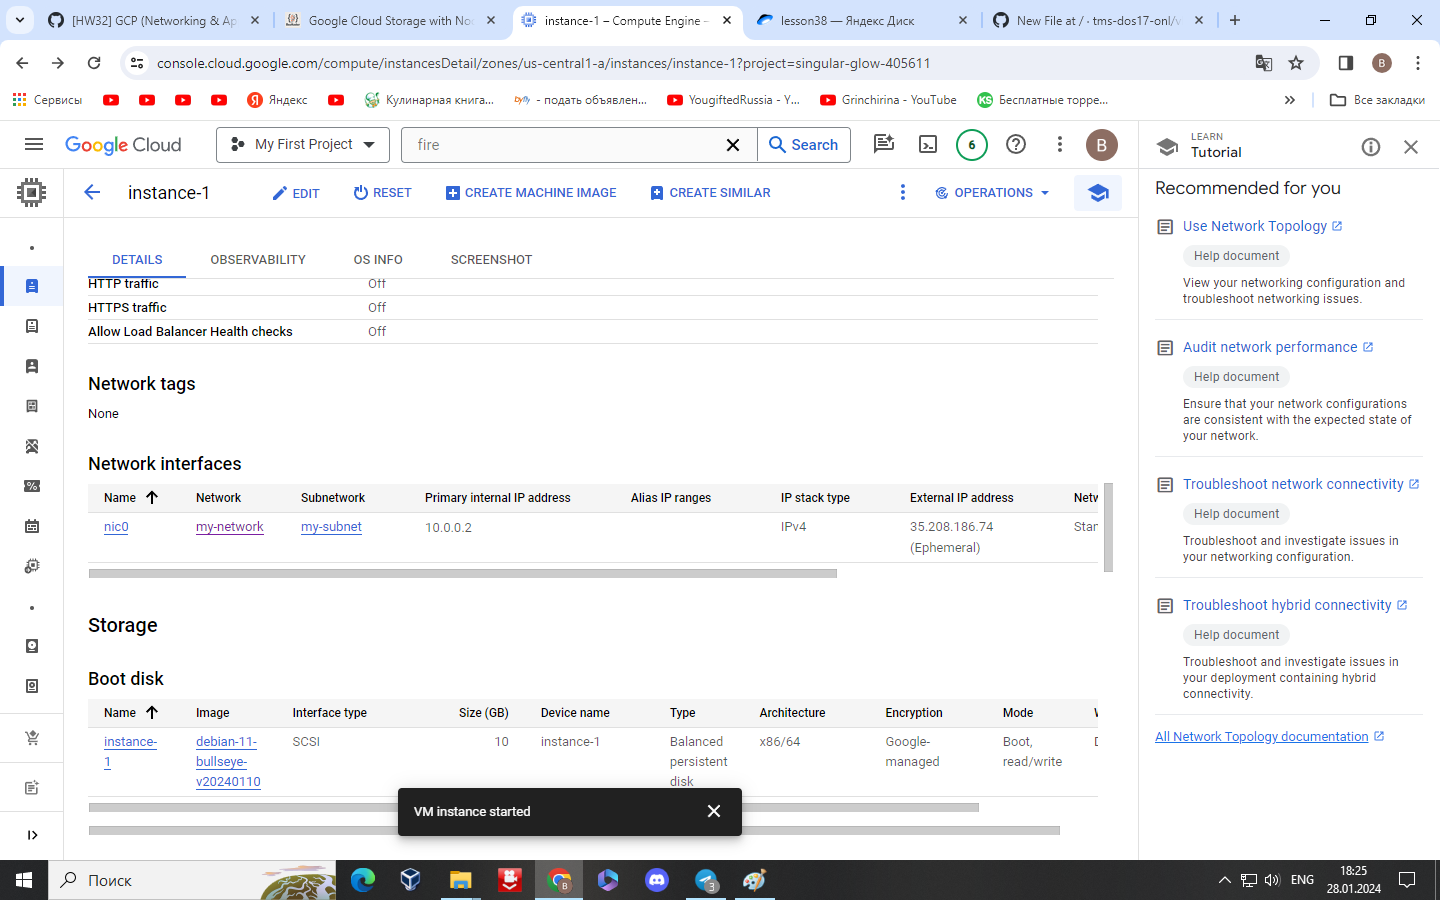 [HW32] GCP (Networking & Ap
Google Cloud Storage with No
instance-1 – Compute Engine –
lesson38 — Яндекс Диск
New File at / · tms-dos17-onl/v
console.cloud.google.com/compute/instancesDetail/zones/us-central1-a/instances/instance-1?project=singular-glow-405611
B
Сервисы
Яндекс
Кулинарная книга...
byfly - подать объявлен...
YougiftedRussia - Y...
Grinchirina - YouTube
KS Бесплатные торре...
Все закладки
Google Cloud
My First Project
fire
Search
6
B
LEARN
Tutorial
instance-1
EDIT
RESET
CREATE MACHINE IMAGE
CREATE SIMILAR
OPERATIONS
Recommended for you
DETAILS
OBSERVABILITY
OS INFO
SCREENSHOT
HTTP traffic Off
HTTPS traffic Off
Allow Load Balancer Health checks Off
Network tags
None
Network interfaces
Name Network Subnetwork Primary internal IP address Alias IP ranges IP stack type External IP address Netw
nic0 my-network my-subnet 10.0.0.2 IPv4 35.208.186.74 Star
(Ephemeral)
Storage
Boot disk
Name Image Interface type Size (GB) Device name Type Architecture Encryption Mode
instance- debian-11- SCSI 10 instance-1 Balanced x86/64 Google- Boot,
1 bullseye- persistent managed read/write
v20240110 disk
VM instance started
Use Network Topology
Help document
View your networking configuration and
troubleshoot networking issues.
Audit network performance
Help document
Ensure that your network configurations
are consistent with the expected state of
your network.
Troubleshoot network connectivity
Help document
Troubleshoot and investigate issues in
your networking configuration.
Troubleshoot hybrid connectivity
Help document
Troubleshoot and investigate issues in
your deployment containing hybrid
connectivity.
All Network Topology documentation
Поиск
B
3
ENG
18:25
28.01.2024